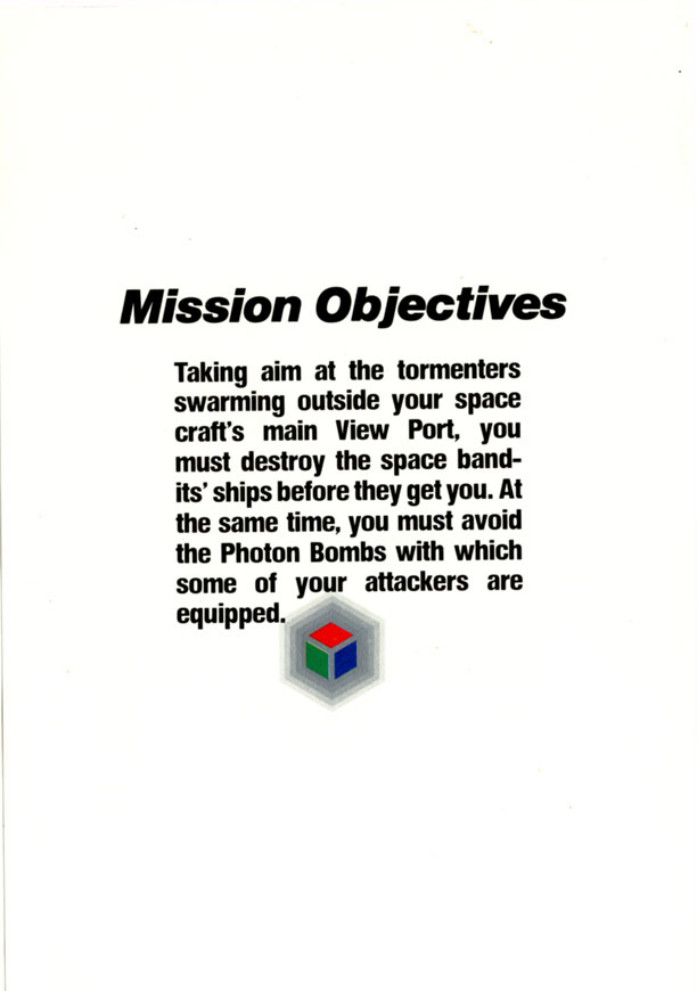 Mission Objectives
Taking aim at the tormenters
swarming outside your space
craft's main View Port, you
must destroy the space band-
its' ships before they get you. At
the same time, you must avoid
the Photon Bombs with which
some of your attackers are
equipped.